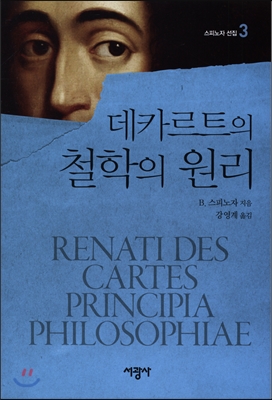 스피노자 선집 3
데카르트의
철학의 원리
B. 스피노자 지음
강영계 옮김
RENATI DES
CARTES
PRINCIPIA
PHILOSOPHIAE
서광사